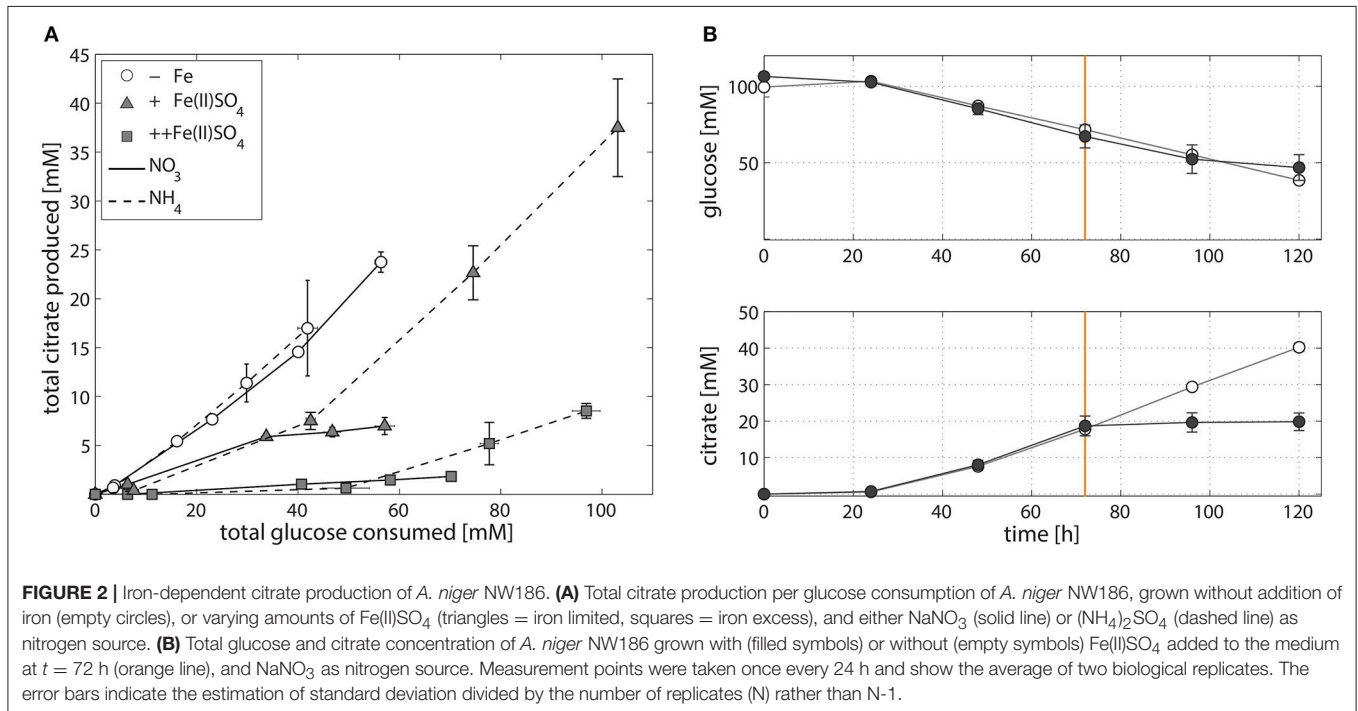 A
45
40
35
30
25
20
15
10
5
0
20
40
60
80
100
total citrate produced [mM]
total glucose consumed [mM]
– Fe
+ Fe(II)SO4
++Fe(II)SO4
NO3
NH4
B
100
50
glucose [mM]
0 20 40 60 80 100 120
50
40
30
20
10
citrate [mM]
0 20 40 60 80 100 120
time [h]
FIGURE 2 | Iron-dependent citrate production of A. niger NW186. (A) Total citrate production per glucose consumption of A. niger NW186, grown without addition of
iron (empty circles), or varying amounts of Fe(II)SO4 (triangles = iron limited, squares = iron excess), and either NaNO3 (solid line) or (NH4)2SO4 (dashed line) as
nitrogen source. (B) Total glucose and citrate concentration of A. niger NW186 grown with (filled symbols) or without (empty symbols) Fe(II)SO4 added to the medium
at t = 72 h (orange line), and NaNO3 as nitrogen source. Measurement points were taken once every 24 h and show the average of two biological replicates. The
error bars indicate the estimation of standard deviation divided by the number of replicates (N) rather than N-1.